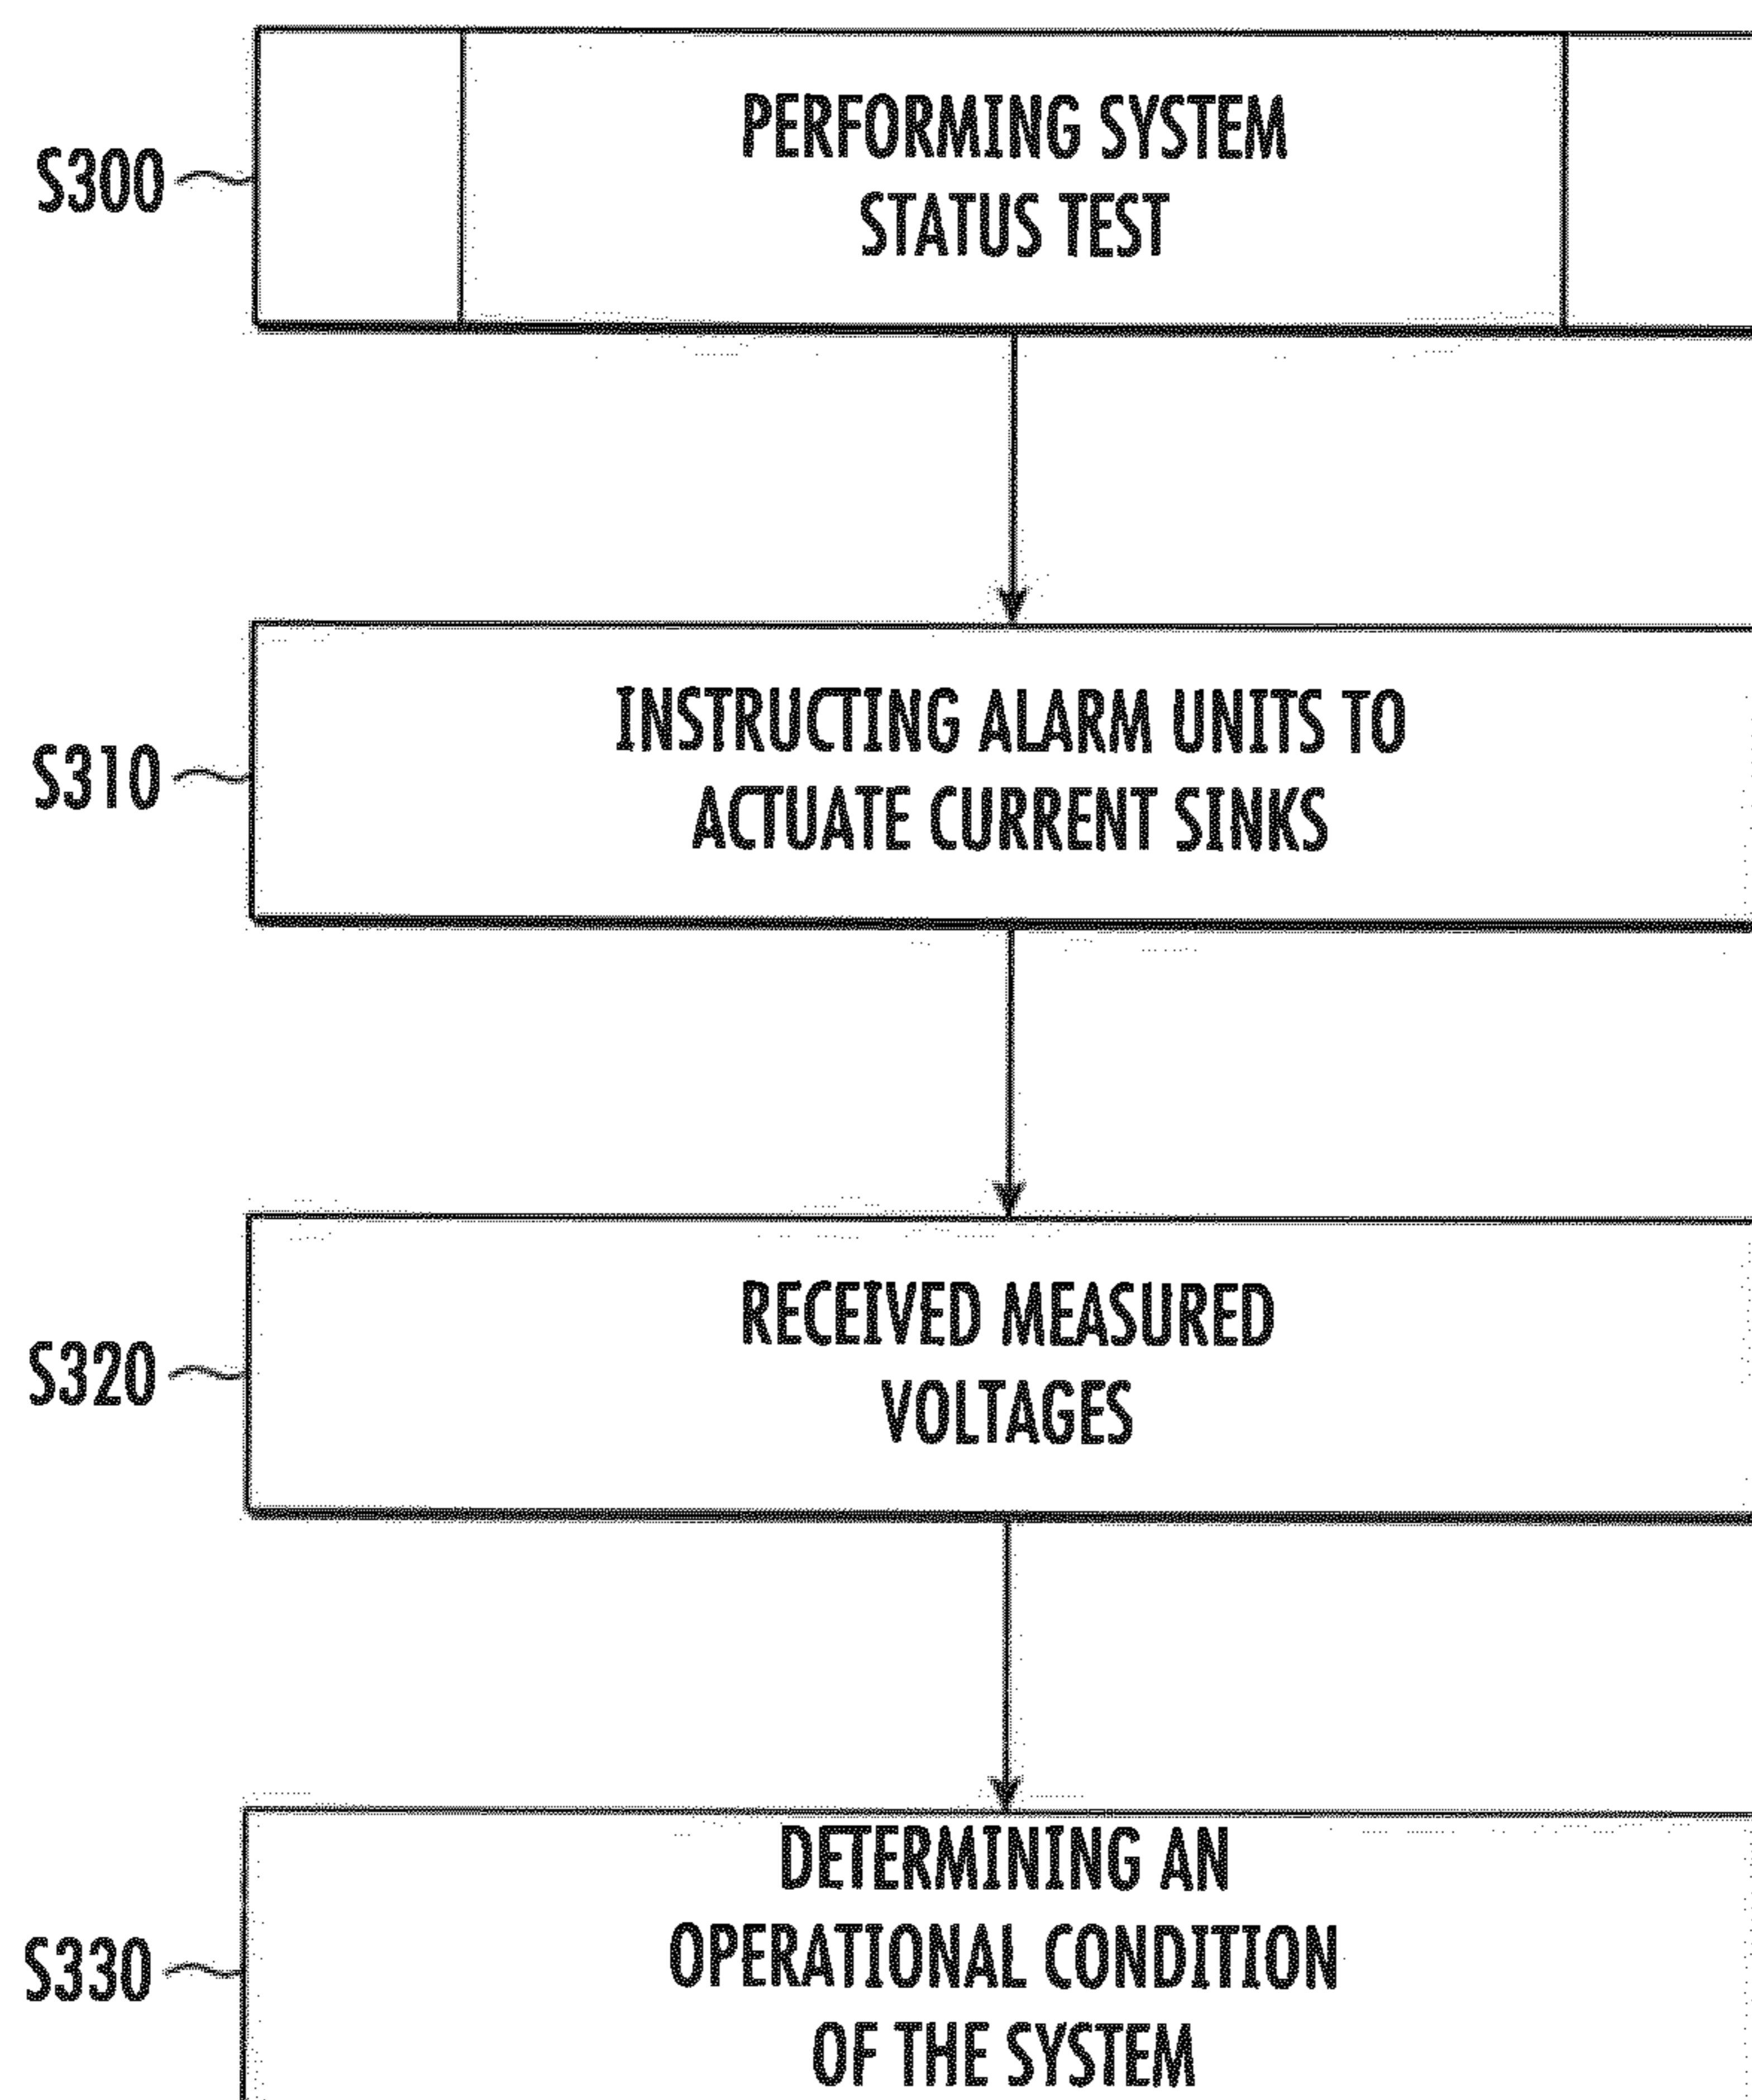 S300
PERFORMING SYSTEM
STATUS TEST
S310
INSTRUCTING ALARM UNITS TO
ACTUATE CURRENT SINKS
S320
RECEIVED MEASURED
VOLTAGES
S330
DETERMINING AN
OPERATIONAL CONDITION
OF THE SYSTEM